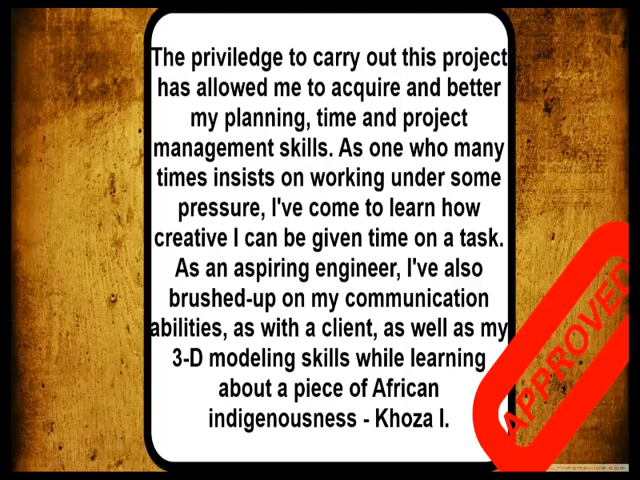 The priviledge to carry out this project
has allowed me to acquire and better
my planning, time and project
management skills. As one who many
times insists on working under some
pressure, I've come to learn how
creative I can be given time on a task.
As an aspiring engineer, I've also
brushed-up on my communication
abilities, as with a client, as well as my
3-D modeling skills while learning
about a piece of African
indigenousness - Khoza I.
APPROVED